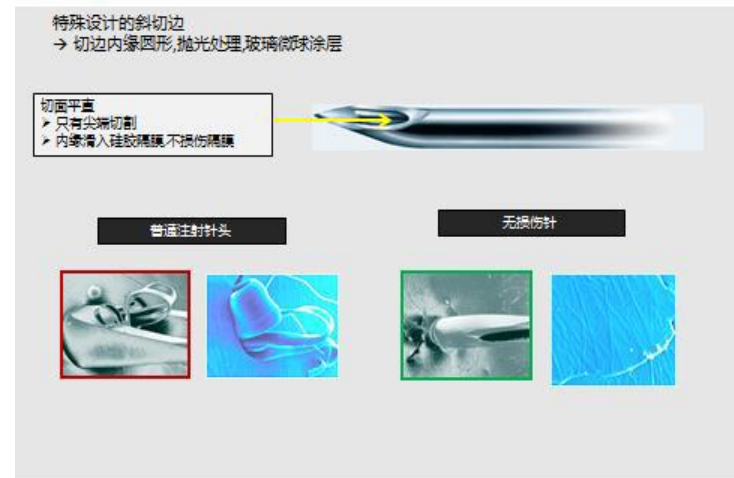 特殊设计的斜切边
→ 切边内缘圆形,抛光处理,玻璃微球涂层
切面平直
➢ 只有尖端切割
➢ 内缘滑入硅胶隔膜,不损伤隔膜
普通注射针头
无损伤针